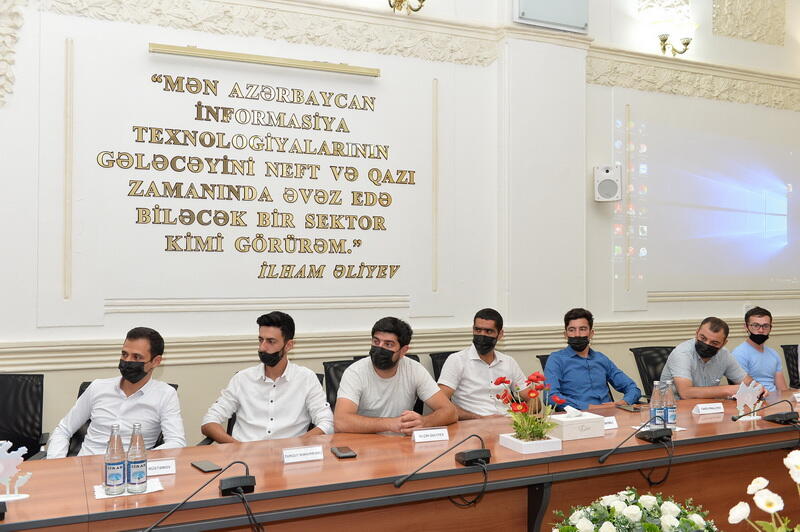 “MƏN AZƏRBAYCAN
İNFORMASİYA
TEXNOLOGİYALARININ
GƏLƏCƏYİNİ NEFT VƏ QAZI
ZAMANINDA ƏVƏZ EDƏ
BİLƏCƏK BİR SEKTOR
KİMİ GÖRÜRƏM.”
İLHAM ƏLİYEV